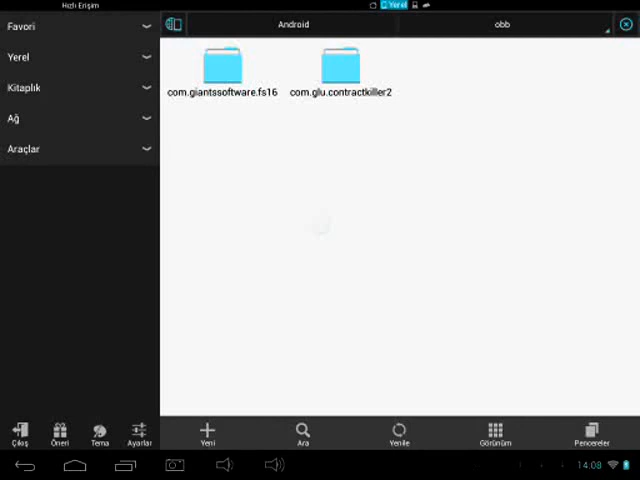 Hızlı Erişim
Yerel
Favori
Yerel
Kitaplık
Ağ
Araçlar
Android
obb
com.giantssoftware.fs16
com.glu.contractkiller2
Çıkış
Öneri
Tema
Ayarlar
Yeni
Ara
Yenile
Görünüm
Pencereler
14.08